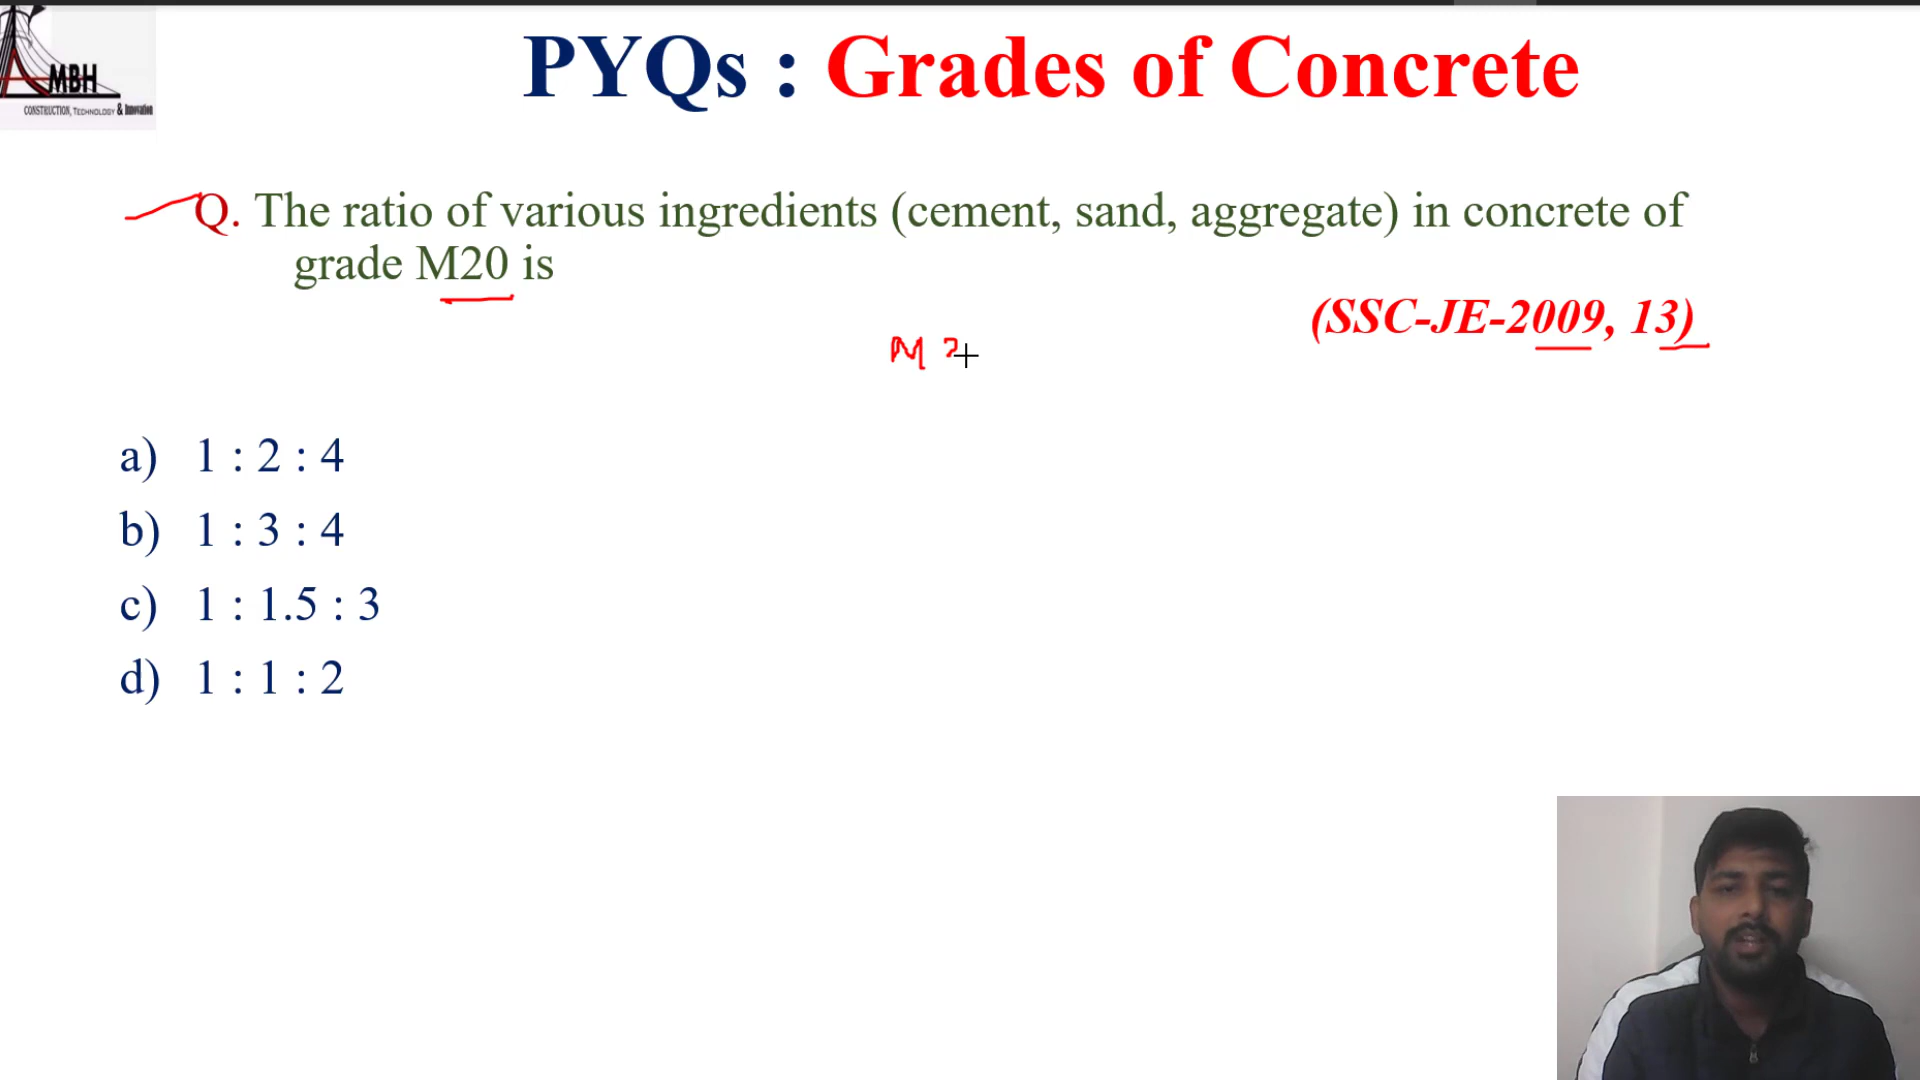 PYQs : Grades of Concrete
MBH
CONSTRUCTION, TECHNOLOGY & Innovation
Q. The ratio of various ingredients (cement, sand, aggregate) in concrete of
grade M20 is
(SSC-JE-2009, 13)
M 2
a) 1 : 2 : 4
b) 1 : 3 : 4
c) 1 : 1.5 : 3
d) 1 : 1 : 2